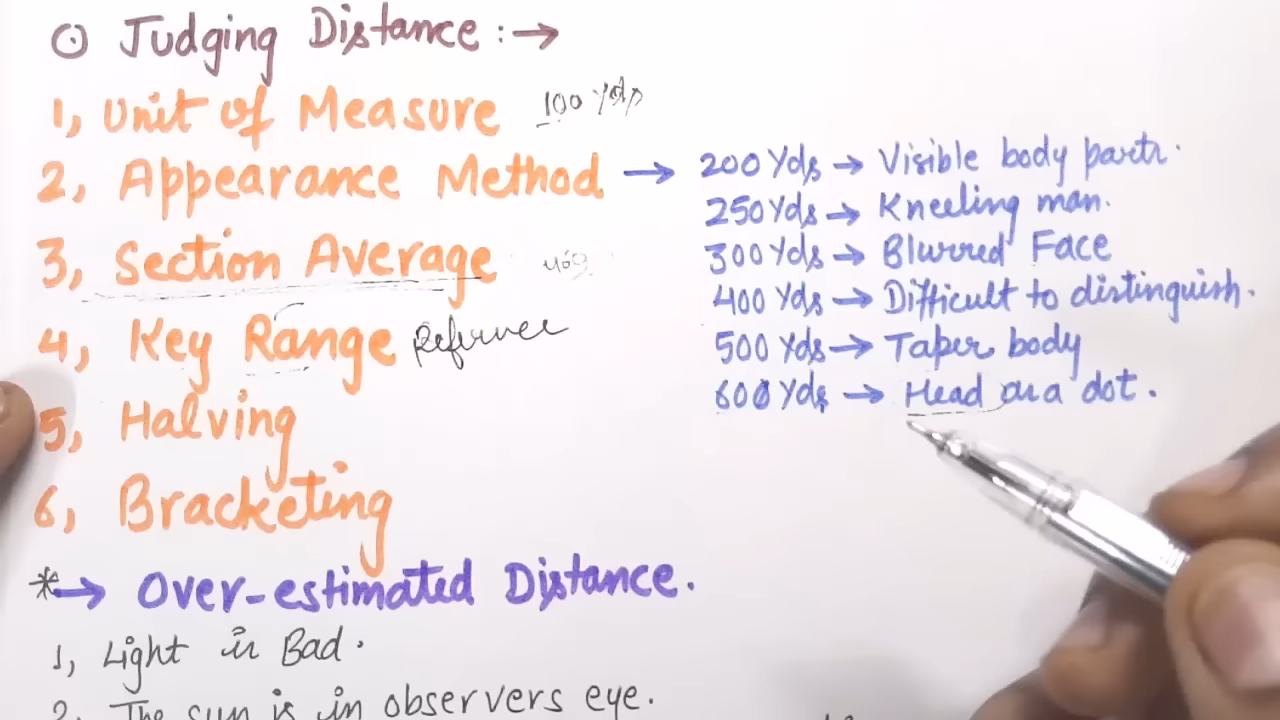 ⊙ Judging Distance :→
1, Unit of Measure 100 Yds
2, Appearance Method →
3, Section Average
4, Key Range Refernce
5, Halving
6, Bracketing
200 Yds → Visible body parts.
250 Yds → Kneeling man.
300 Yds → Blurred Face
400 Yds → Difficult to distinguish.
500 Yds → Taper body
600 Yds → Head as a dot.
*→ Over-estimated Distance.
1, Light is Bad.
2. The sun is in observers eye.